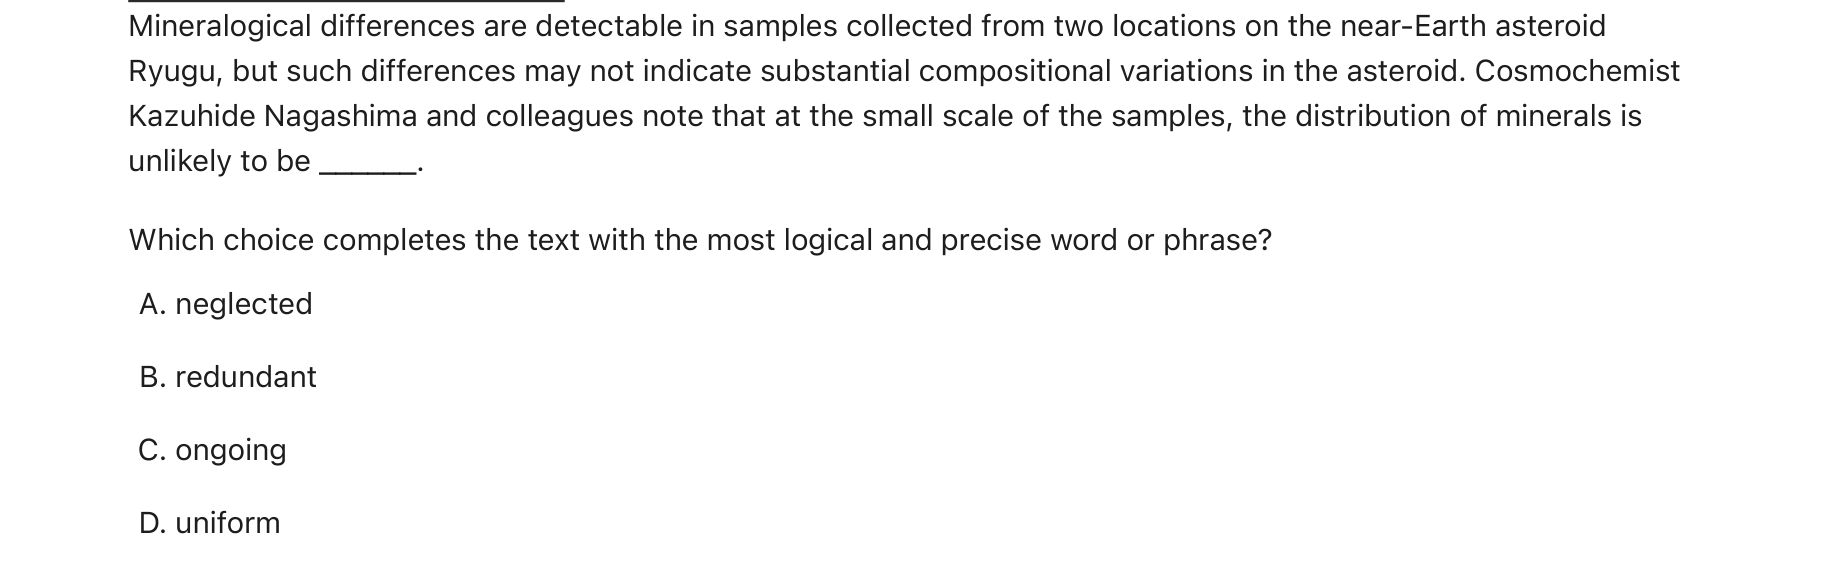 Mineralogical differences are detectable in samples collected from two locations on the near-Earth asteroid
Ryugu, but such differences may not indicate substantial compositional variations in the asteroid. Cosmochemist
Kazuhide Nagashima and colleagues note that at the small scale of the samples, the distribution of minerals is
unlikely to be ______.
Which choice completes the text with the most logical and precise word or phrase?
A. neglected
B. redundant
C. ongoing
D. uniform